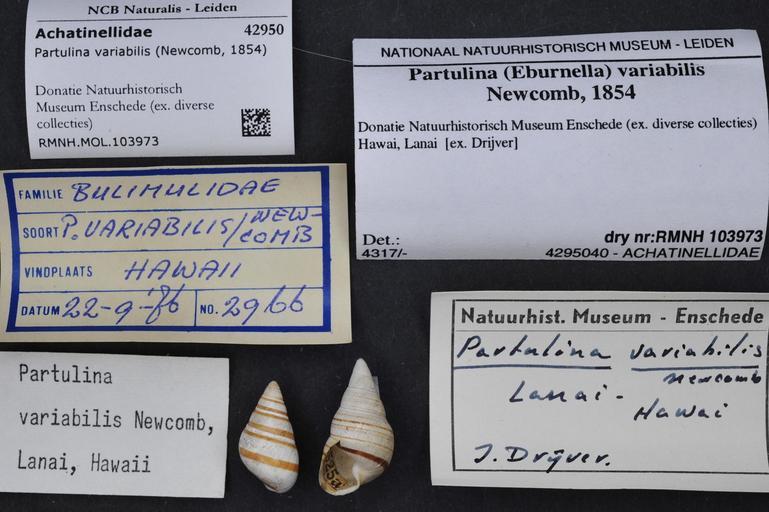 NCB Naturalis - Leiden
Achatinellidae 42950
Partulina variabilis (Newcomb, 1854)
Donatie Natuurhistorisch
Museum Enschede (ex. diverse
collecties)
RMNH.MOL.103973
NATIONAAL NATUURHISTORISCH MUSEUM - LEIDEN
Partulina (Eburnella) variabilis
Newcomb, 1854
Donatie Natuurhistorisch Museum Enschede (ex. diverse collecties)
Hawai, Lanai [ex. Drijver]
Det.: dry nr:RMNH 103973
4317/- 4295040 - ACHATINELLIDAE
FAMILIE BULIMULIDAE
SOORT P. VARIABILIS/NEW-
COMB
VINDPLAATS HAWAII
DATUM 22-9-'86 NO. 2966
Partulina
variabilis Newcomb,
Lanai, Hawaii
Natuurhist. Museum - Enschede
Partulina variabilis
Newcomb
Lanai -
Hawai
J. Drijver.